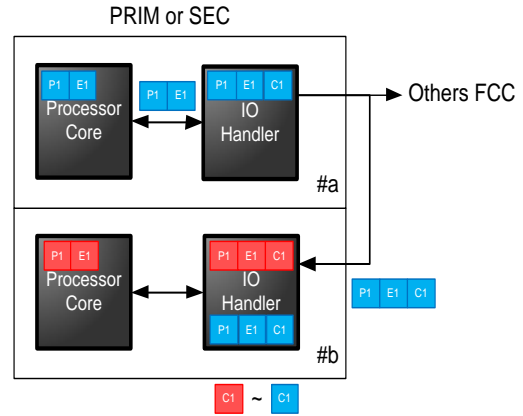 PRIM or SEC
P1 E1
Processor
Core
P1 E1
P1 E1 C1
IO
Handler
Others FCC
#a
P1 E1
Processor
Core
P1 E1 C1
IO
Handler
P1 E1 C1
#b
P1 E1 C1
C1 ~ C1